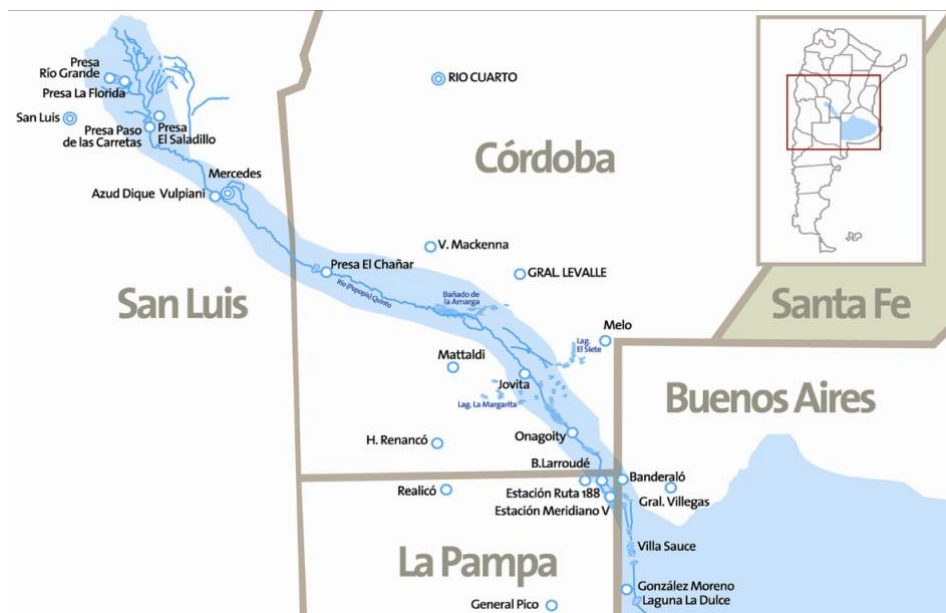 Presa
Río Grande
Presa La Florida
San Luis
Presa Paso
de las Carretas
Presa
El Saladillo
RIO CUARTO
Córdoba
Mercedes
Azud Dique Vulpiani
V. Mackenna
Presa El Chañar
GRAL. LEVALLE
San Luis
Río (Popopis) Quinto
Bañado de
la Amarga
Santa Fe
Melo
Lag.
El Siete
Mattaldi
Jovita
Lag. La Margarita
Buenos Aires
Onagoity
H. Renancó
B.Larroudé
Banderaló
Realicó
Estación Ruta 188
Gral. Villegas
Estación Meridiano V
Villa Sauce
La Pampa
González Moreno
Laguna La Dulce
General Pico